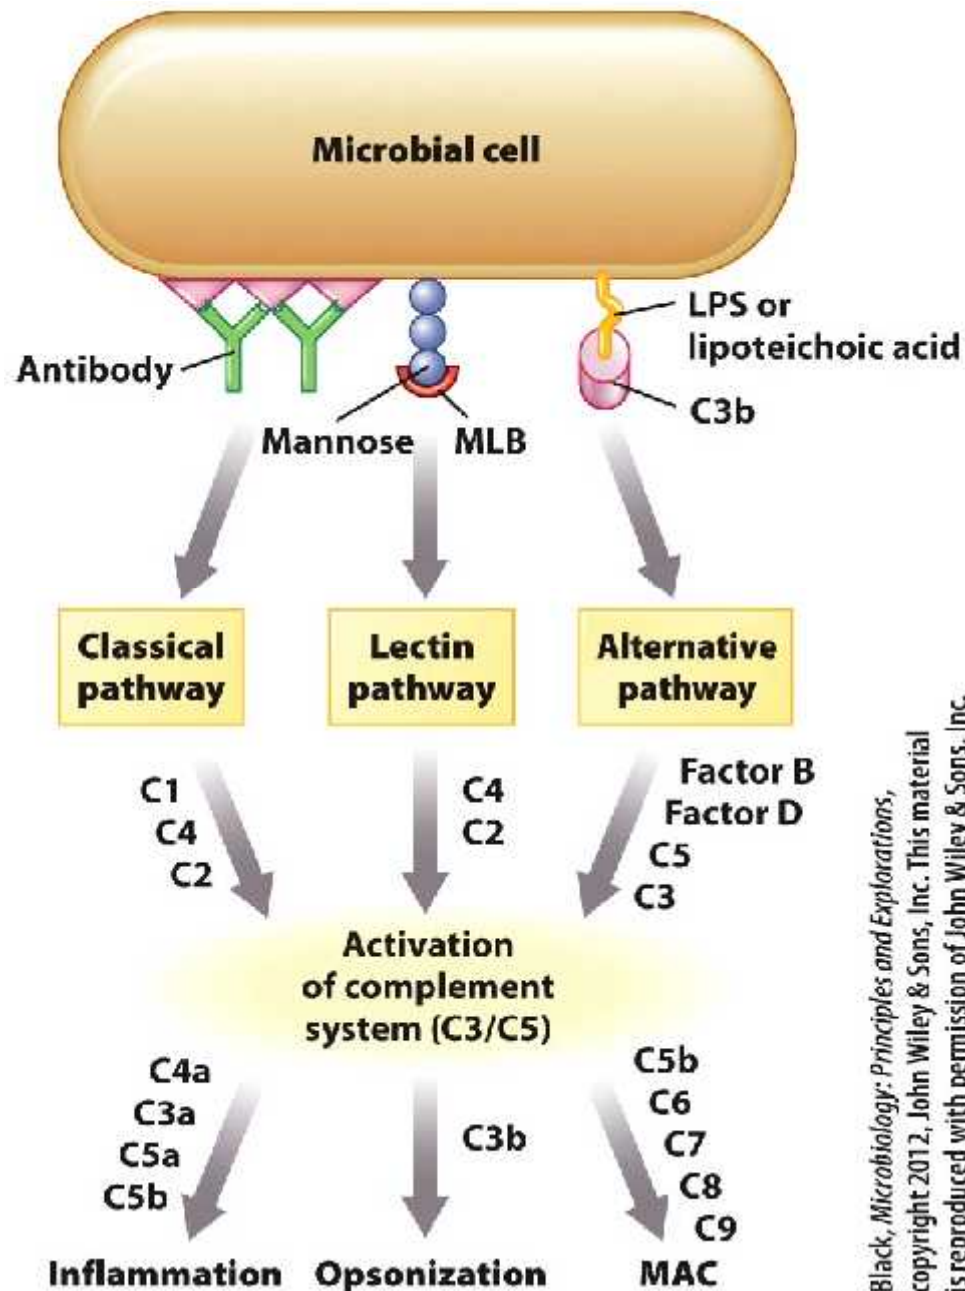 Microbial cell
LPS or
lipoteichoic acid
Antibody
C3b
Mannose
MLB
Classical
pathway
Lectin
pathway
Alternative
pathway
C1
C4
C2
C4
C2
Factor B
Factor D
C5
C3
Activation
of complement
system (C3/C5)
C4a
C3a
C5a
C5b
C3b
C5b
C6
C7
C8
C9
Inflammation
Opsonization
MAC
Black, Microbiology: Principles and Explorations,
copyright 2012, John Wiley & Sons, Inc. This material
is reproduced with permission of John Wiley & Sons, Inc.